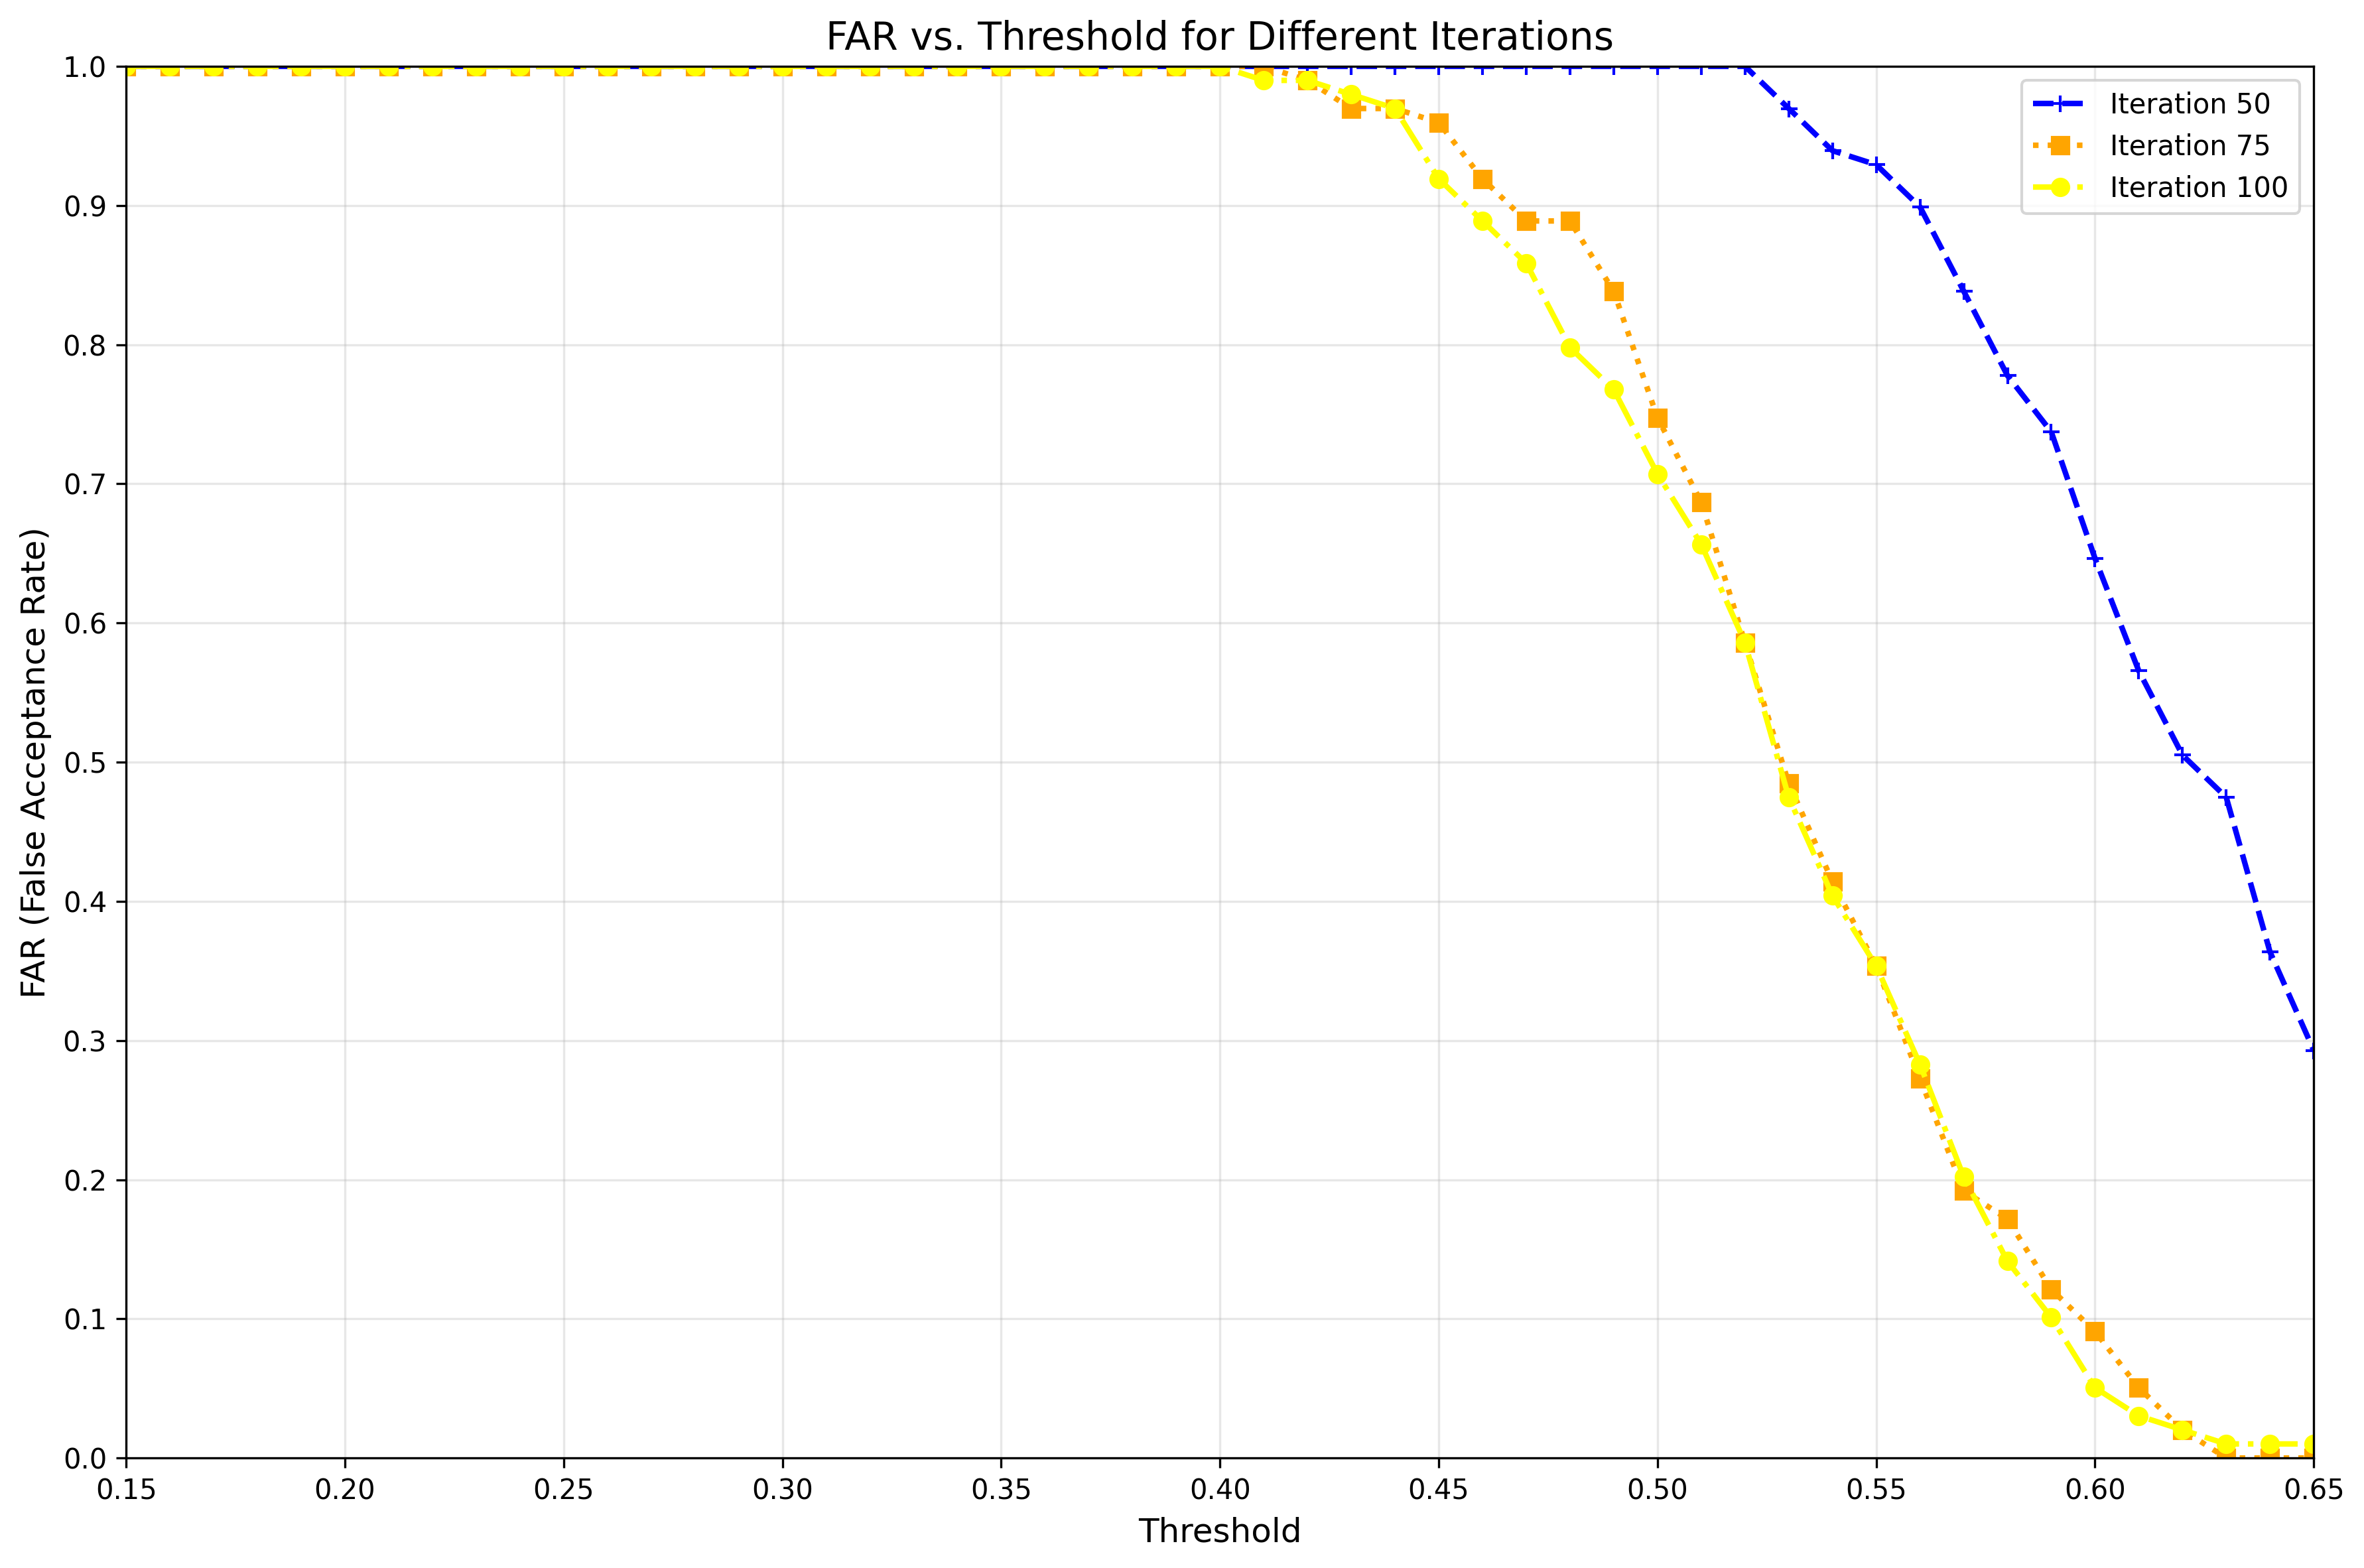 FAR vs. Threshold for Different Iterations
1.0
0.9
0.8
0.7
0.6
0.5
0.4
0.3
0.2
0.1
0.0
FAR (False Acceptance Rate)
Iteration 50
Iteration 75
Iteration 100
0.15 0.20 0.25 0.30 0.35 0.40 0.45 0.50 0.55 0.60 0.65
Threshold